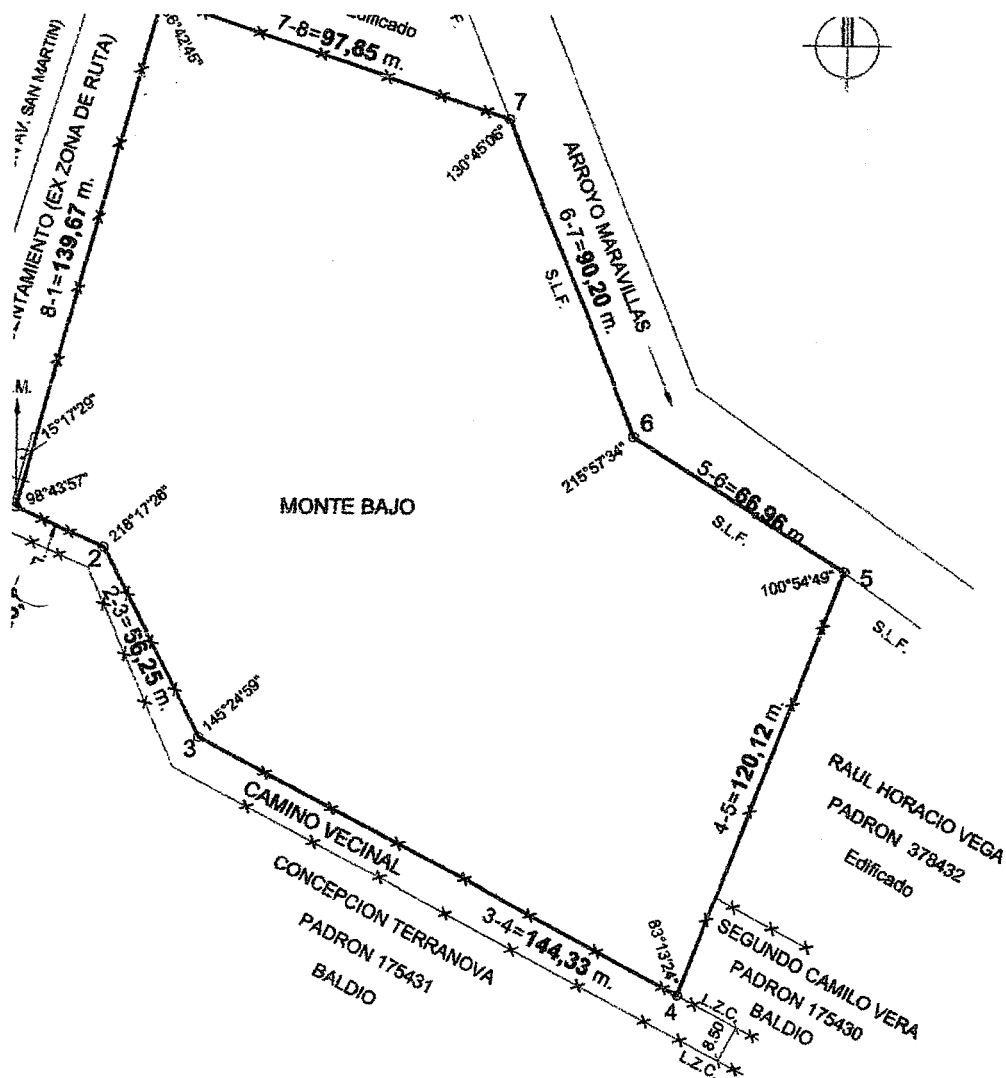 7-8=97,85 m.
Edificado
7
130°45'06"
ARROYO MARAVILLAS
6-7=90,20 m.
S.L.F.
AV. SAN MARTIN)
ENTAMIENTO (EX ZONA DE RUTA)
8-1=139,67 m.
M.
15°17'29"
98°43'57"
6
215°57'34"
5-6=66,96 m
S.L.F.
MONTE BAJO
218°17'26"
2
2-3=56,25 m.
7.
5
100°54'49"
S.L.F.
145°24'59"
3
4-5=120,12 m.
RAUL HORACIO VEGA
PADRON 378432
Edificado
CAMINO VECINAL
3-4=144,33 m.
CONCEPCION TERRANOVA
PADRON 175431
BALDIO
83°13'24"
4
SEGUNDO CAMILO VERA
PADRON 175430
BALDIO
L.Z.C.
8.50
L.Z.C.